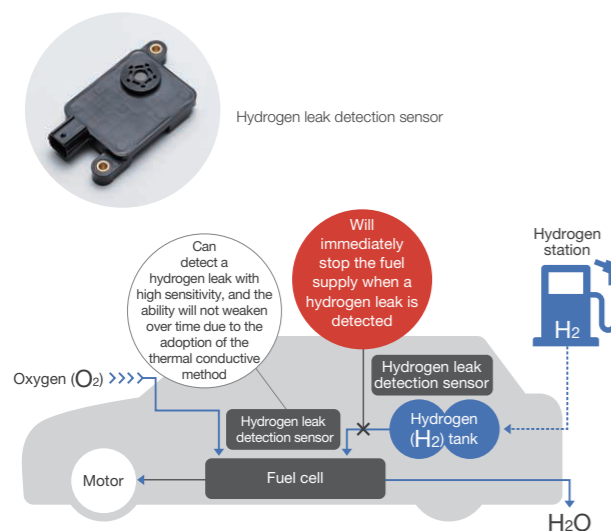 Hydrogen leak detection sensor
Can
detect a
hydrogen leak with
high sensitivity, and the
ability will not weaken
over time due to the
adoption of the
thermal conductive
method
Will
immediately
stop the fuel
supply when a
hydrogen leak is
detected
Hydrogen
station
H2
Oxygen (O2)
Hydrogen leak
detection sensor
Hydrogen leak
detection sensor
Hydrogen
(H2) tank
Motor
Fuel cell
H2O